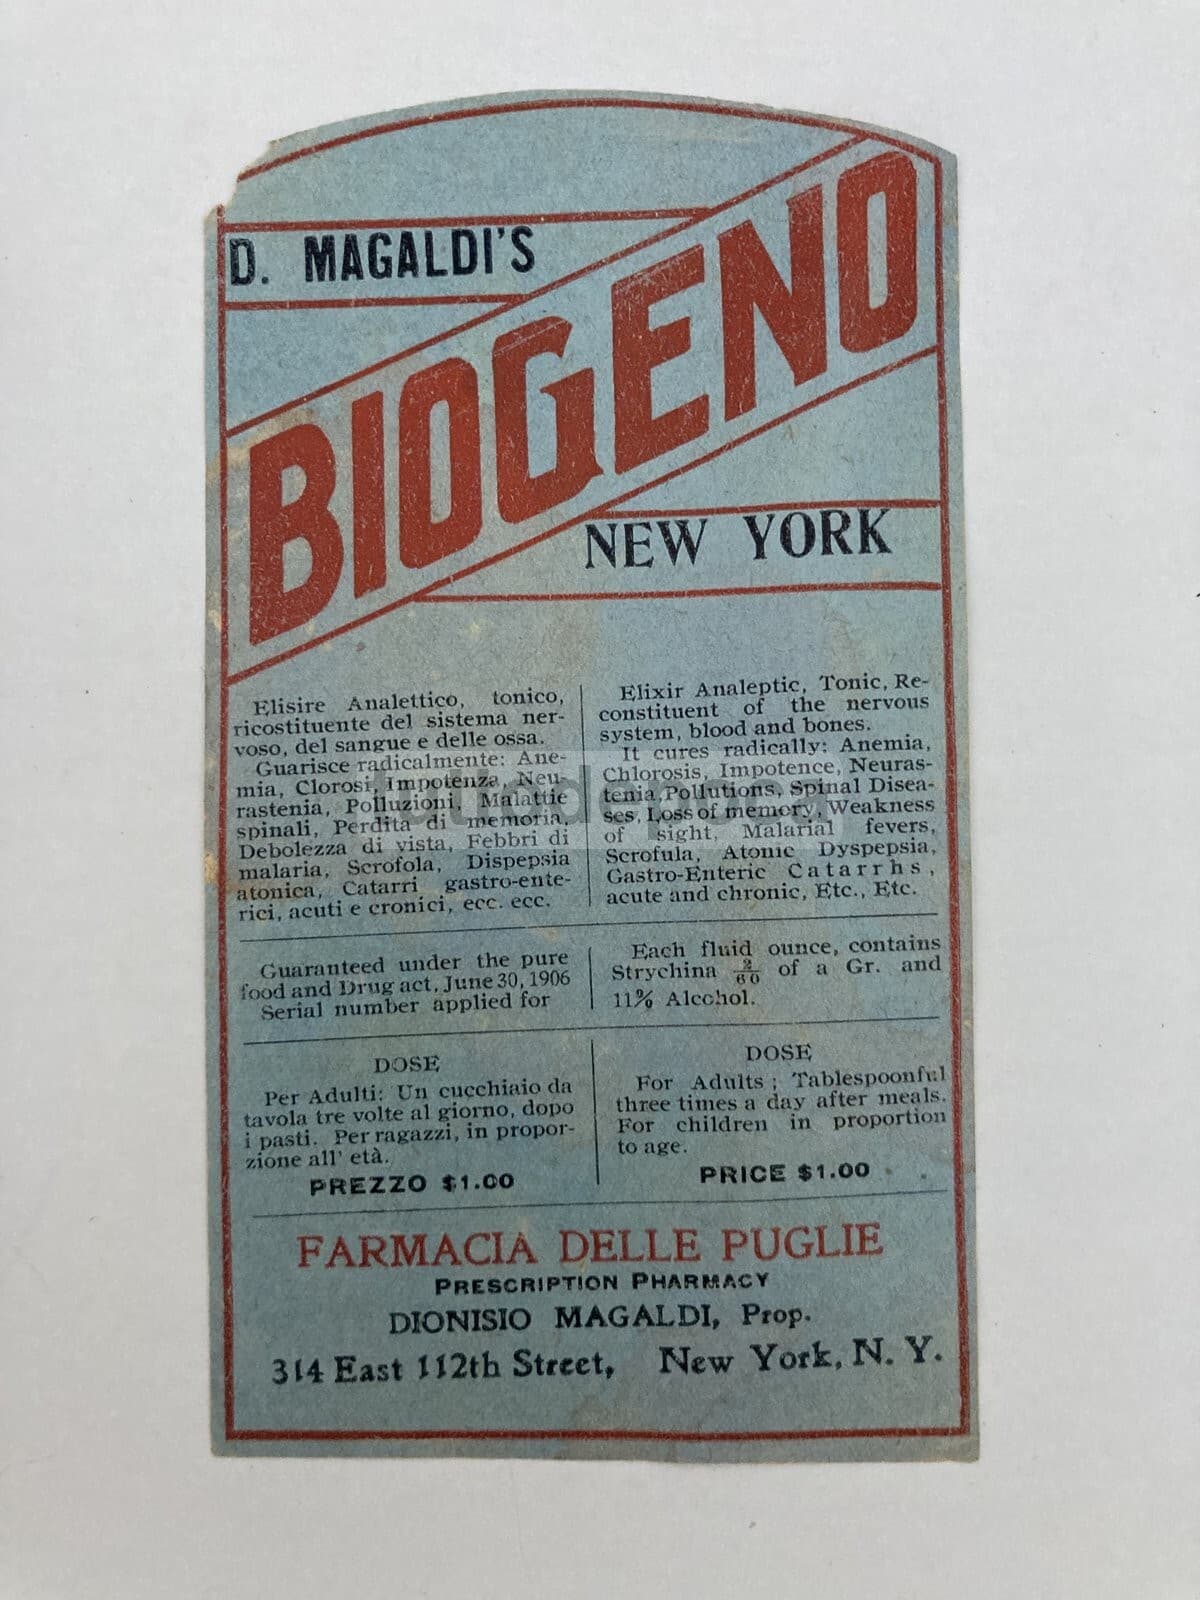 D. MAGALDI'S
BIOGENO
NEW YORK
Elisire Analettico, tonico,
ricostituente del sistema ner-
voso, del sangue e delle ossa.
Guarisce radicalmente: Ane-
mia, Clorosi, Impotenza, Neu-
rastenia, Polluzioni, Malattie
spinali, Perdita di memoria,
Debolezza di vista, Febbri di
malaria, Scrofola, Dispepsia
atonica, Catarri gastro-ente-
rici, acuti e cronici, ecc. ecc.
Elixir Analeptic, Tonic, Re-
constituent of the nervous
system, blood and bones.
It cures radically: Anemia,
Chlorosis, Impotence, Neuras-
tenia, Pollutions, Spinal Disea-
ses, Loss of memory, Weakness
of sight, Malarial fevers,
Scrofula, Atonic Dyspepsia,
Gastro-Enteric Catarrhs,
acute and chronic, Etc., Etc.
Guaranteed under the pure
food and Drug act, June 30, 1906
Serial number applied for
Each fluid ounce, contains
Strychina 2/60 of a Gr. and
11% Alcohol.
DOSE
Per Adulti: Un cucchiaio da
tavola tre volte al giorno, dopo
i pasti. Per ragazzi, in propor-
zione all' età.
PREZZO $1.00
DOSE
For Adults; Tablespoonful
three times a day after meals.
For children in proportion
to age.
PRICE $1.00
FARMACIA DELLE PUGLIE
PRESCRIPTION PHARMACY
DIONISIO MAGALDI, Prop.
314 East 112th Street, New York, N. Y.